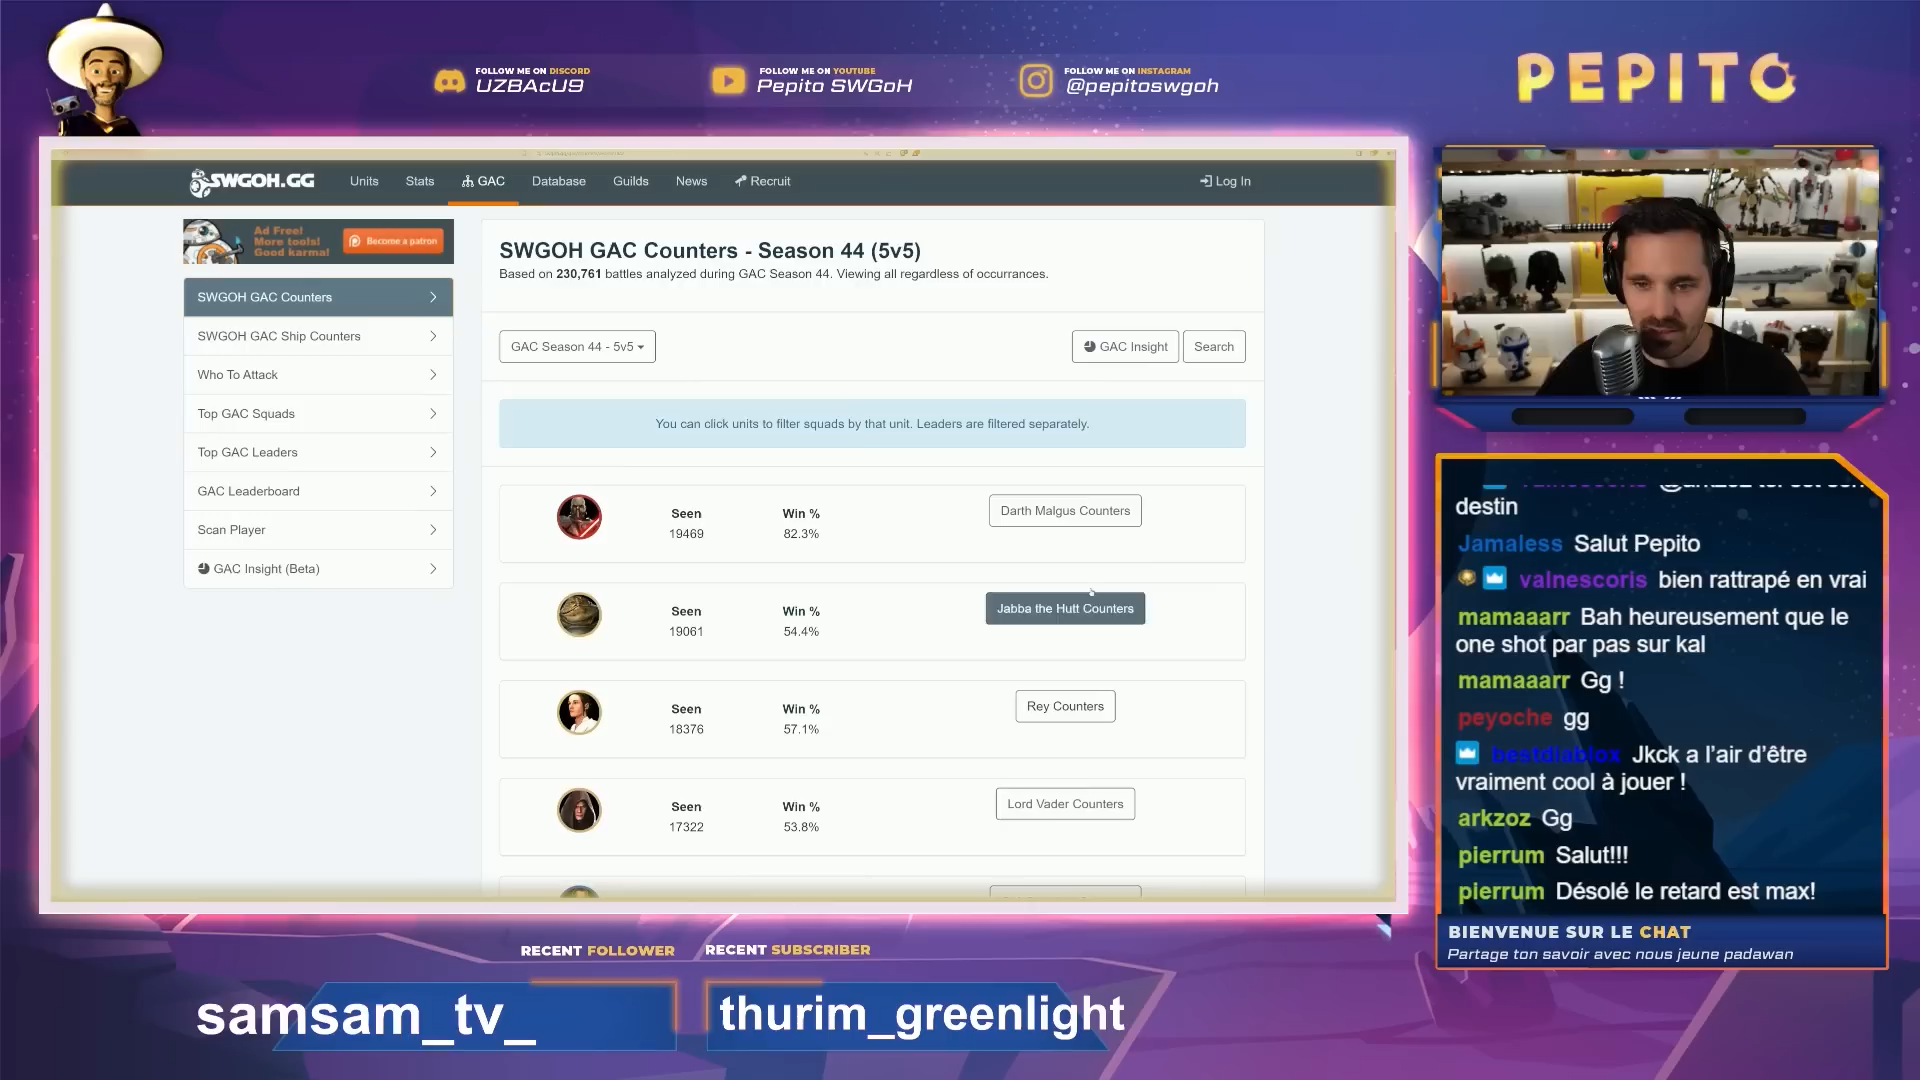 FOLLOW ME ON DISCORD
UZBAcU9
FOLLOW ME ON YOUTUBE
Pepito SWGoH
FOLLOW ME ON INSTAGRAM
@pepitoswgoh
PEPITO
SWGOH.GG
Units
Stats
GAC
Database
Guilds
News
Recruit
Log In
Ad Free!
More tools!
Good karma!
Become a patron
SWGOH GAC Counters
SWGOH GAC Ship Counters
Who To Attack
Top GAC Squads
Top GAC Leaders
GAC Leaderboard
Scan Player
GAC Insight (Beta)
SWGOH GAC Counters - Season 44 (5v5)
Based on 230,761 battles analyzed during GAC Season 44. Viewing all regardless of occurrances.
GAC Season 44 - 5v5
GAC Insight
Search
You can click units to filter squads by that unit. Leaders are filtered separately.
Seen Win %
19469 82.3%
Darth Malgus Counters
Seen Win %
19061 54.4%
Jabba the Hutt Counters
Seen Win %
18376 57.1%
Rey Counters
Seen Win %
17322 53.8%
Lord Vader Counters
destin
Jamaless Salut Pepito
valnescoris bien rattrapé en vrai
mamaaarr Bah heureusement que le
one shot par pas sur kal
mamaaarr Gg !
peyoche gg
bestdiablox Jkck a l’air d’être
vraiment cool à jouer !
arkzoz Gg
pierrum Salut!!!
pierrum Désolé le retard est max!
BIENVENUE SUR LE CHAT
Partage ton savoir avec nous jeune padawan
RECENT FOLLOWER
samsam_tv_
RECENT SUBSCRIBER
thurim_greenlight